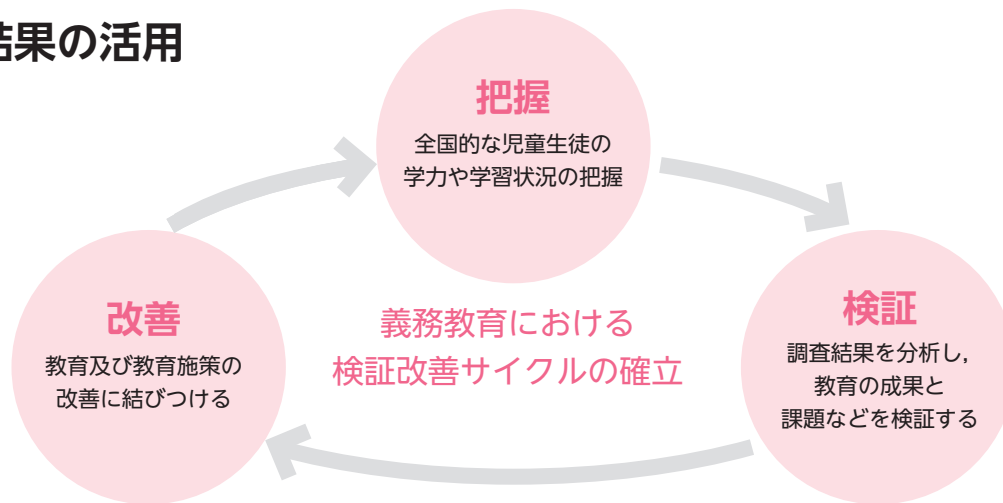 果の活用
把握
全国的な児童生徒の
学力や学習状況の把握
改善
教育及び教育施策の
改善に結びつける
義務教育における
検証改善サイクルの確立
検証
調査結果を分析し,
教育の成果と
課題などを検証する